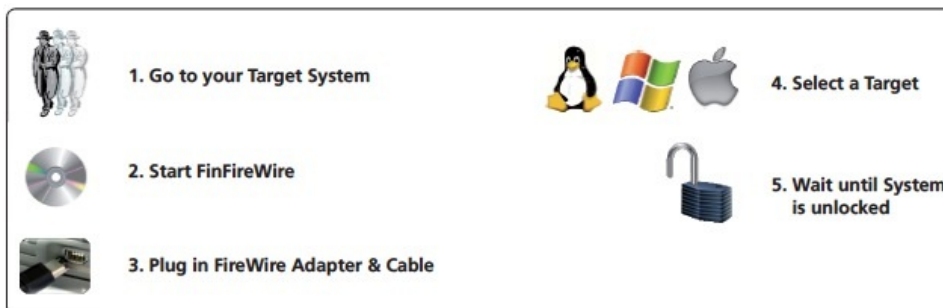 1. Go to your Target System
2. Start FinFireWire
3. Plug in FireWire Adapter & Cable
4. Select a Target
5. Wait until System
is unlocked